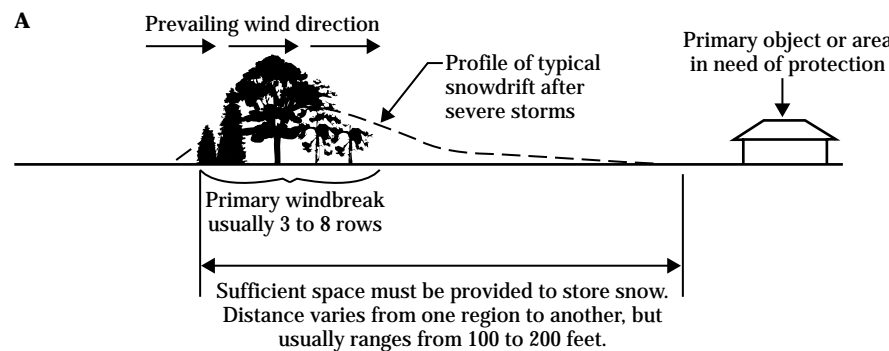 A
Prevailing wind direction
Profile of typical
snowdrift after
severe storms
Primary object or area
in need of protection
Primary windbreak
usually 3 to 8 rows
Sufficient space must be provided to store snow.
Distance varies from one region to another, but
usually ranges from 100 to 200 feet.